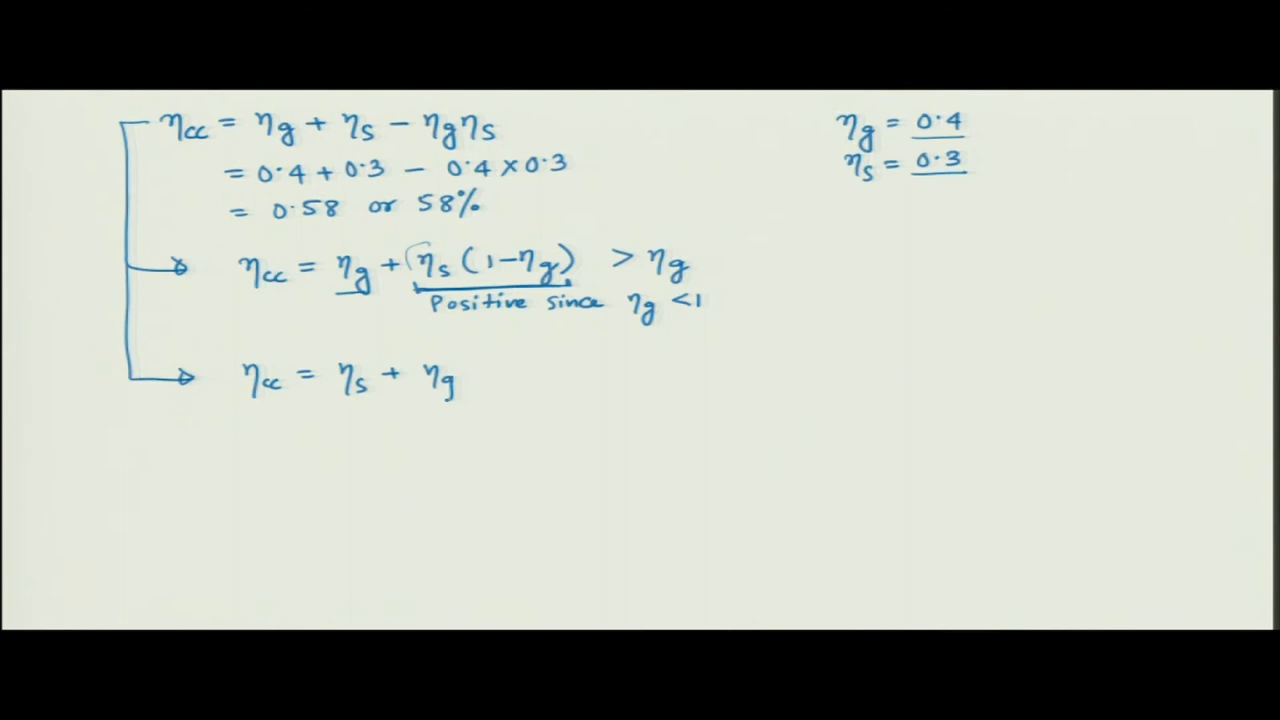 ηcc = ηg + ηs − ηgηs
= 0.4 + 0.3 − 0.4 × 0.3
= 0.58 or 58%
ηcc = ηg + ηs (1−ηg) > ηg
Positive since ηg <1
ηcc = ηs + ηg
ηg = 0.4
ηs = 0.3